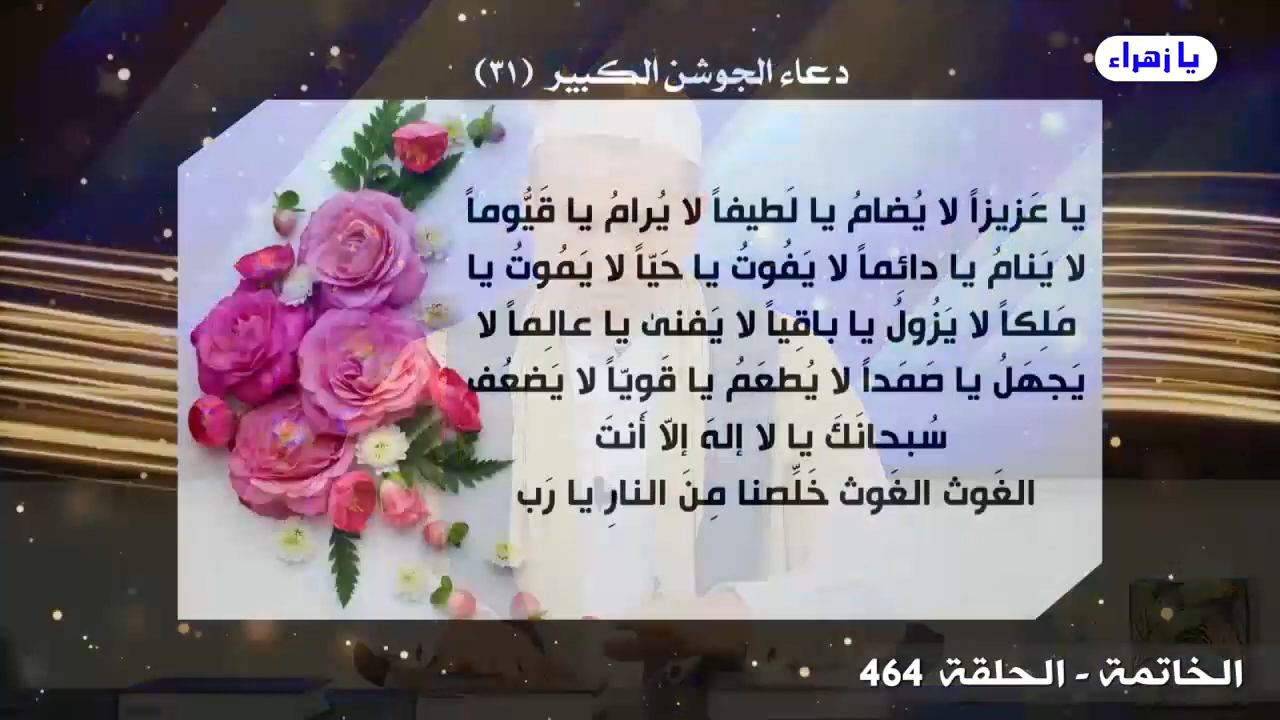 يا زهراء
دعاء الجوشن الكبير (٣١)
يا عَزيزاً لا يُضامُ يا لَطيفاً لا يُرامُ يا قَيُّوماً
لا يَنامُ يا دائماً لا يَفُوتُ يا حَيّاً لا يَمُوتُ يا
مَلِكاً لا يَزُولُ يا باقِياً لا يَفنىٰ يا عالِماً لا
يَجهَلُ يا صَمَداً لا يُطعَمُ يا قَويّاً لا يَضعُف
سُبحانَكَ يا لا إلهَ إلّا أَنتَ
الغَوث الغَوث خَلِّصنا مِنَ النارِ يا رَب
الخاتمة - الحلقة 464